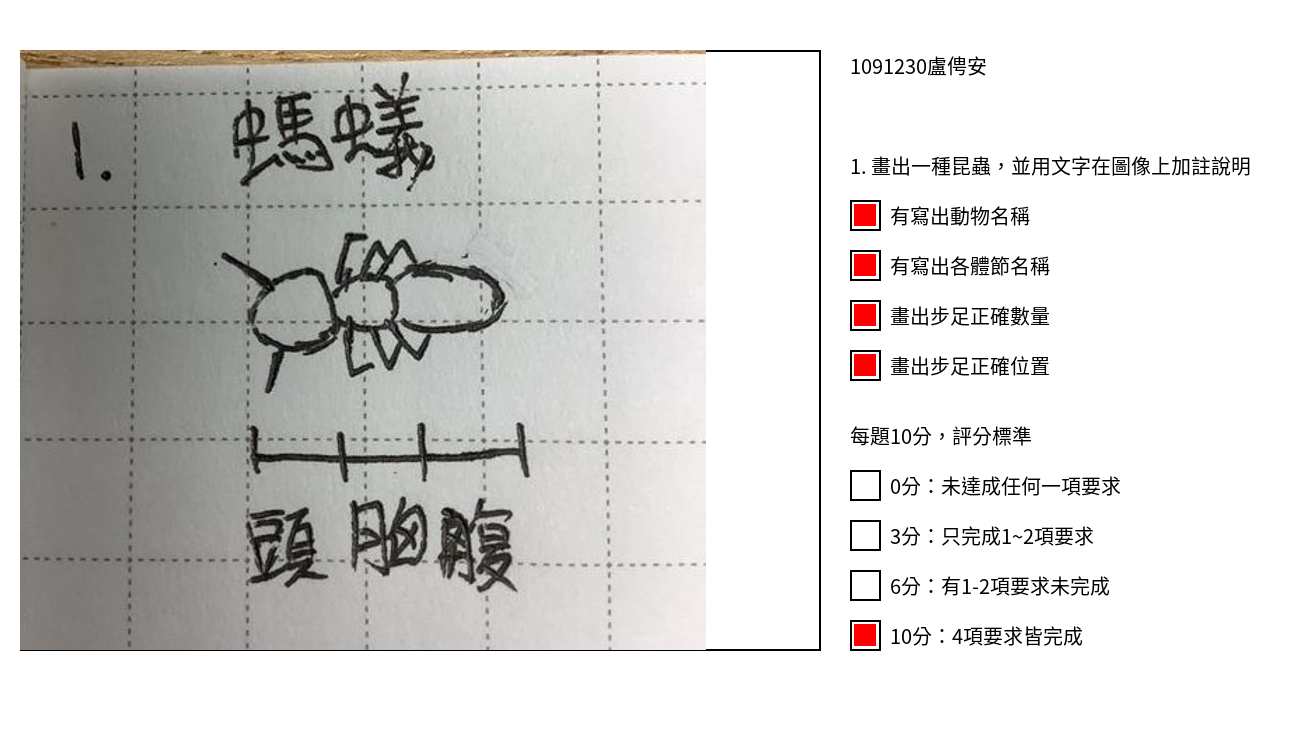 1. 螞蟻
頭 胸 腹
1091230盧俜安
1. 畫出一種昆蟲，並用文字在圖像上加註說明
有寫出動物名稱
有寫出各體節名稱
畫出步足正確數量
畫出步足正確位置
每題10分，評分標準
0分：未達成任何一項要求
3分：只完成1~2項要求
6分：有1-2項要求未完成
10分：4項要求皆完成